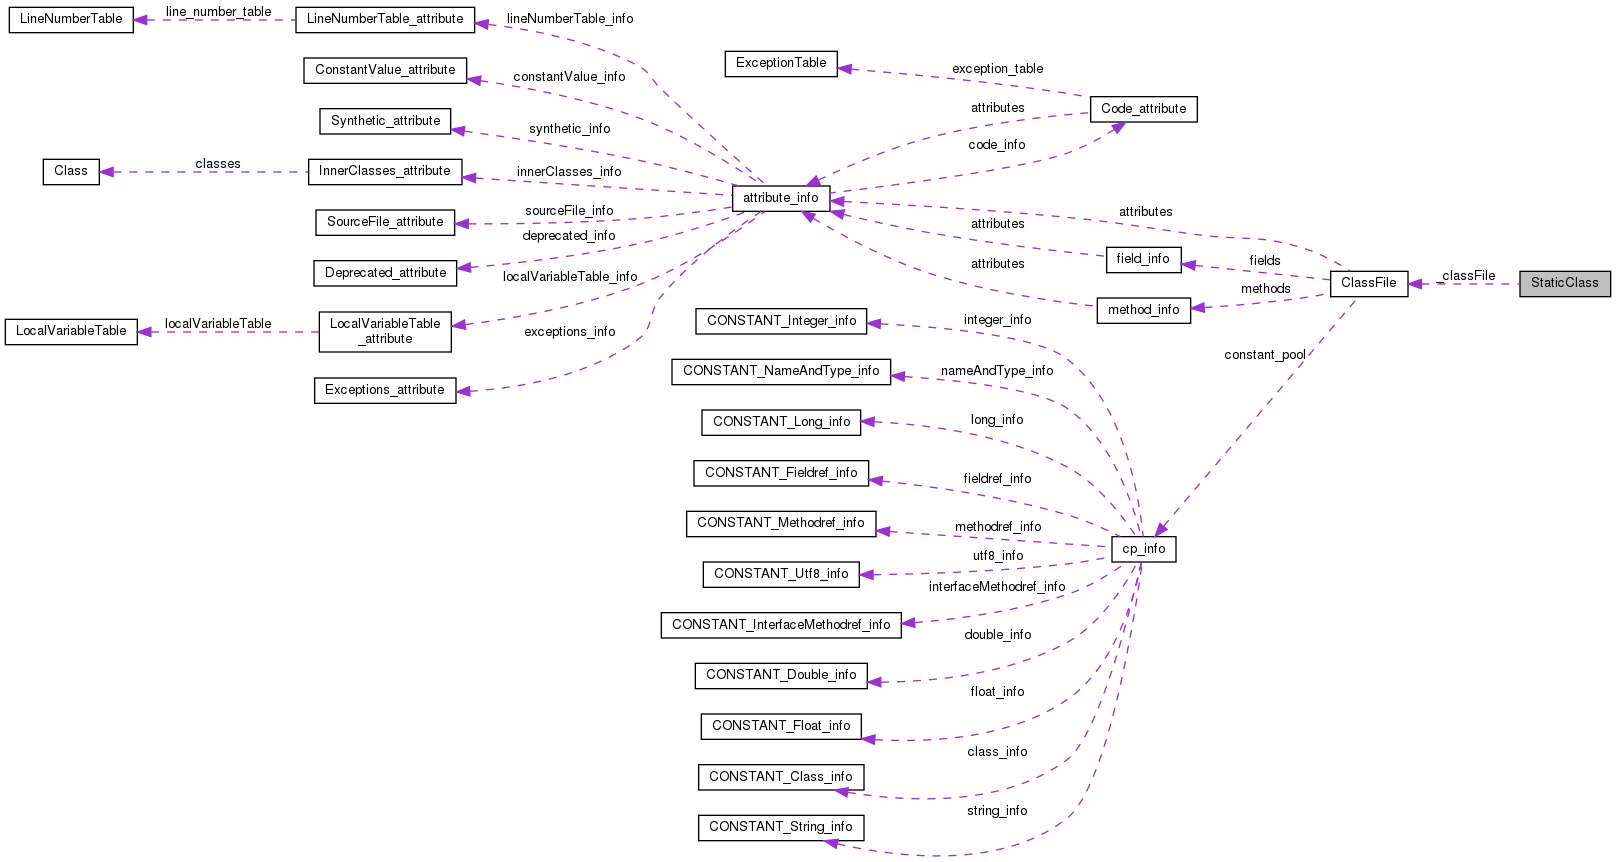 LineNumberTable
line_number_table
LineNumberTable_attribute
lineNumberTable_info
ConstantValue_attribute
constantValue_info
ExceptionTable
exception_table
Code_attribute
attributes
code_info
Synthetic_attribute
synthetic_info
Class
classes
InnerClasses_attribute
innerClasses_info
attribute_info
SourceFile_attribute
sourceFile_info
attributes
attributes
Deprecated_attribute
deprecated_info
field_info
fields
attributes
localVariableTable_info
methods
method_info
ClassFile
_classFile
StaticClass
LocalVariableTable
localVariableTable
LocalVariableTable
_attribute
exceptions_info
Exceptions_attribute
constant_pool
CONSTANT_Integer_info
integer_info
CONSTANT_NameAndType_info
nameAndType_info
CONSTANT_Long_info
long_info
CONSTANT_Fieldref_info
fieldref_info
CONSTANT_Methodref_info
methodref_info
cp_info
CONSTANT_Utf8_info
utf8_info
CONSTANT_InterfaceMethodref_info
interfaceMethodref_info
CONSTANT_Double_info
double_info
CONSTANT_Float_info
float_info
CONSTANT_Class_info
class_info
CONSTANT_String_info
string_info